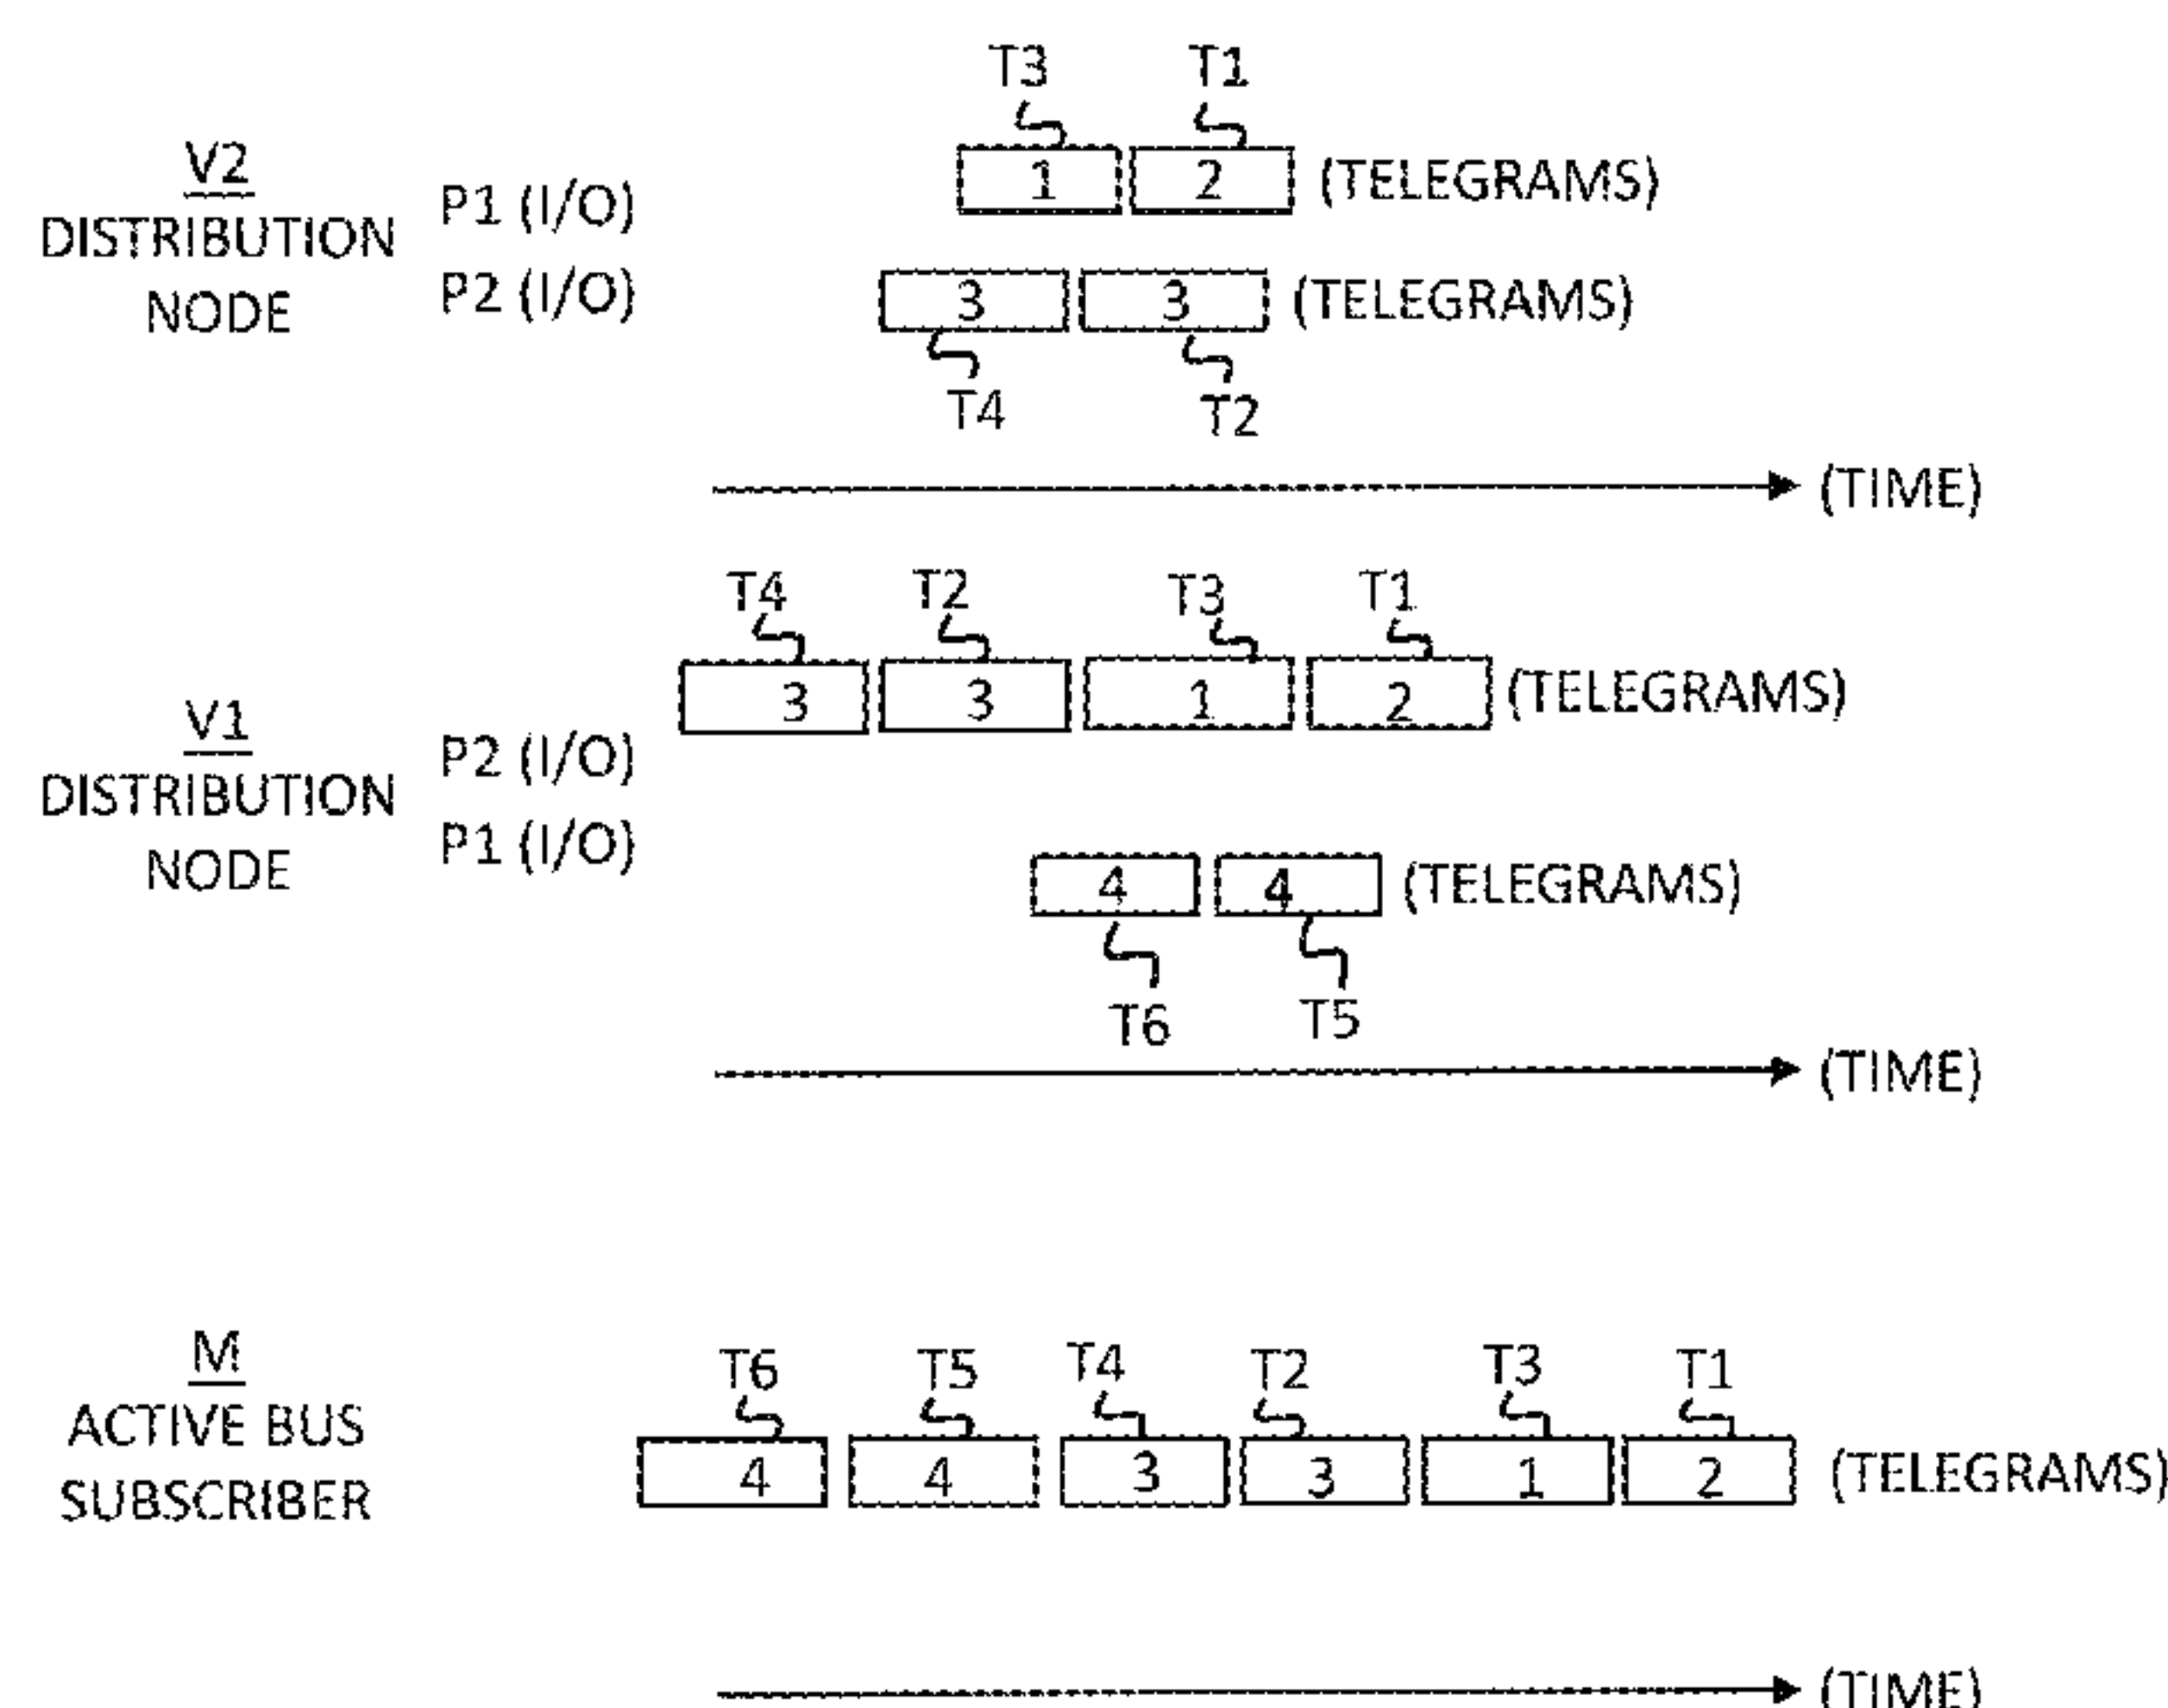 T3 T1
V2
DISTRIBUTION
NODE
P1 (I/O)
1 2 (TELEGRAMS)
P2 (I/O)
3 3 (TELEGRAMS)
T4 T2
(TIME)
T4 T2 T3 T1
3 3 1 2 (TELEGRAMS)
V1
DISTRIBUTION
NODE
P2 (I/O)
P1 (I/O)
4 4 (TELEGRAMS)
T6 T5
(TIME)
M
ACTIVE BUS
SUBSCRIBER
T6 T5 T4 T2 T3 T1
4 4 3 3 1 2 (TELEGRAMS)
(TIME)